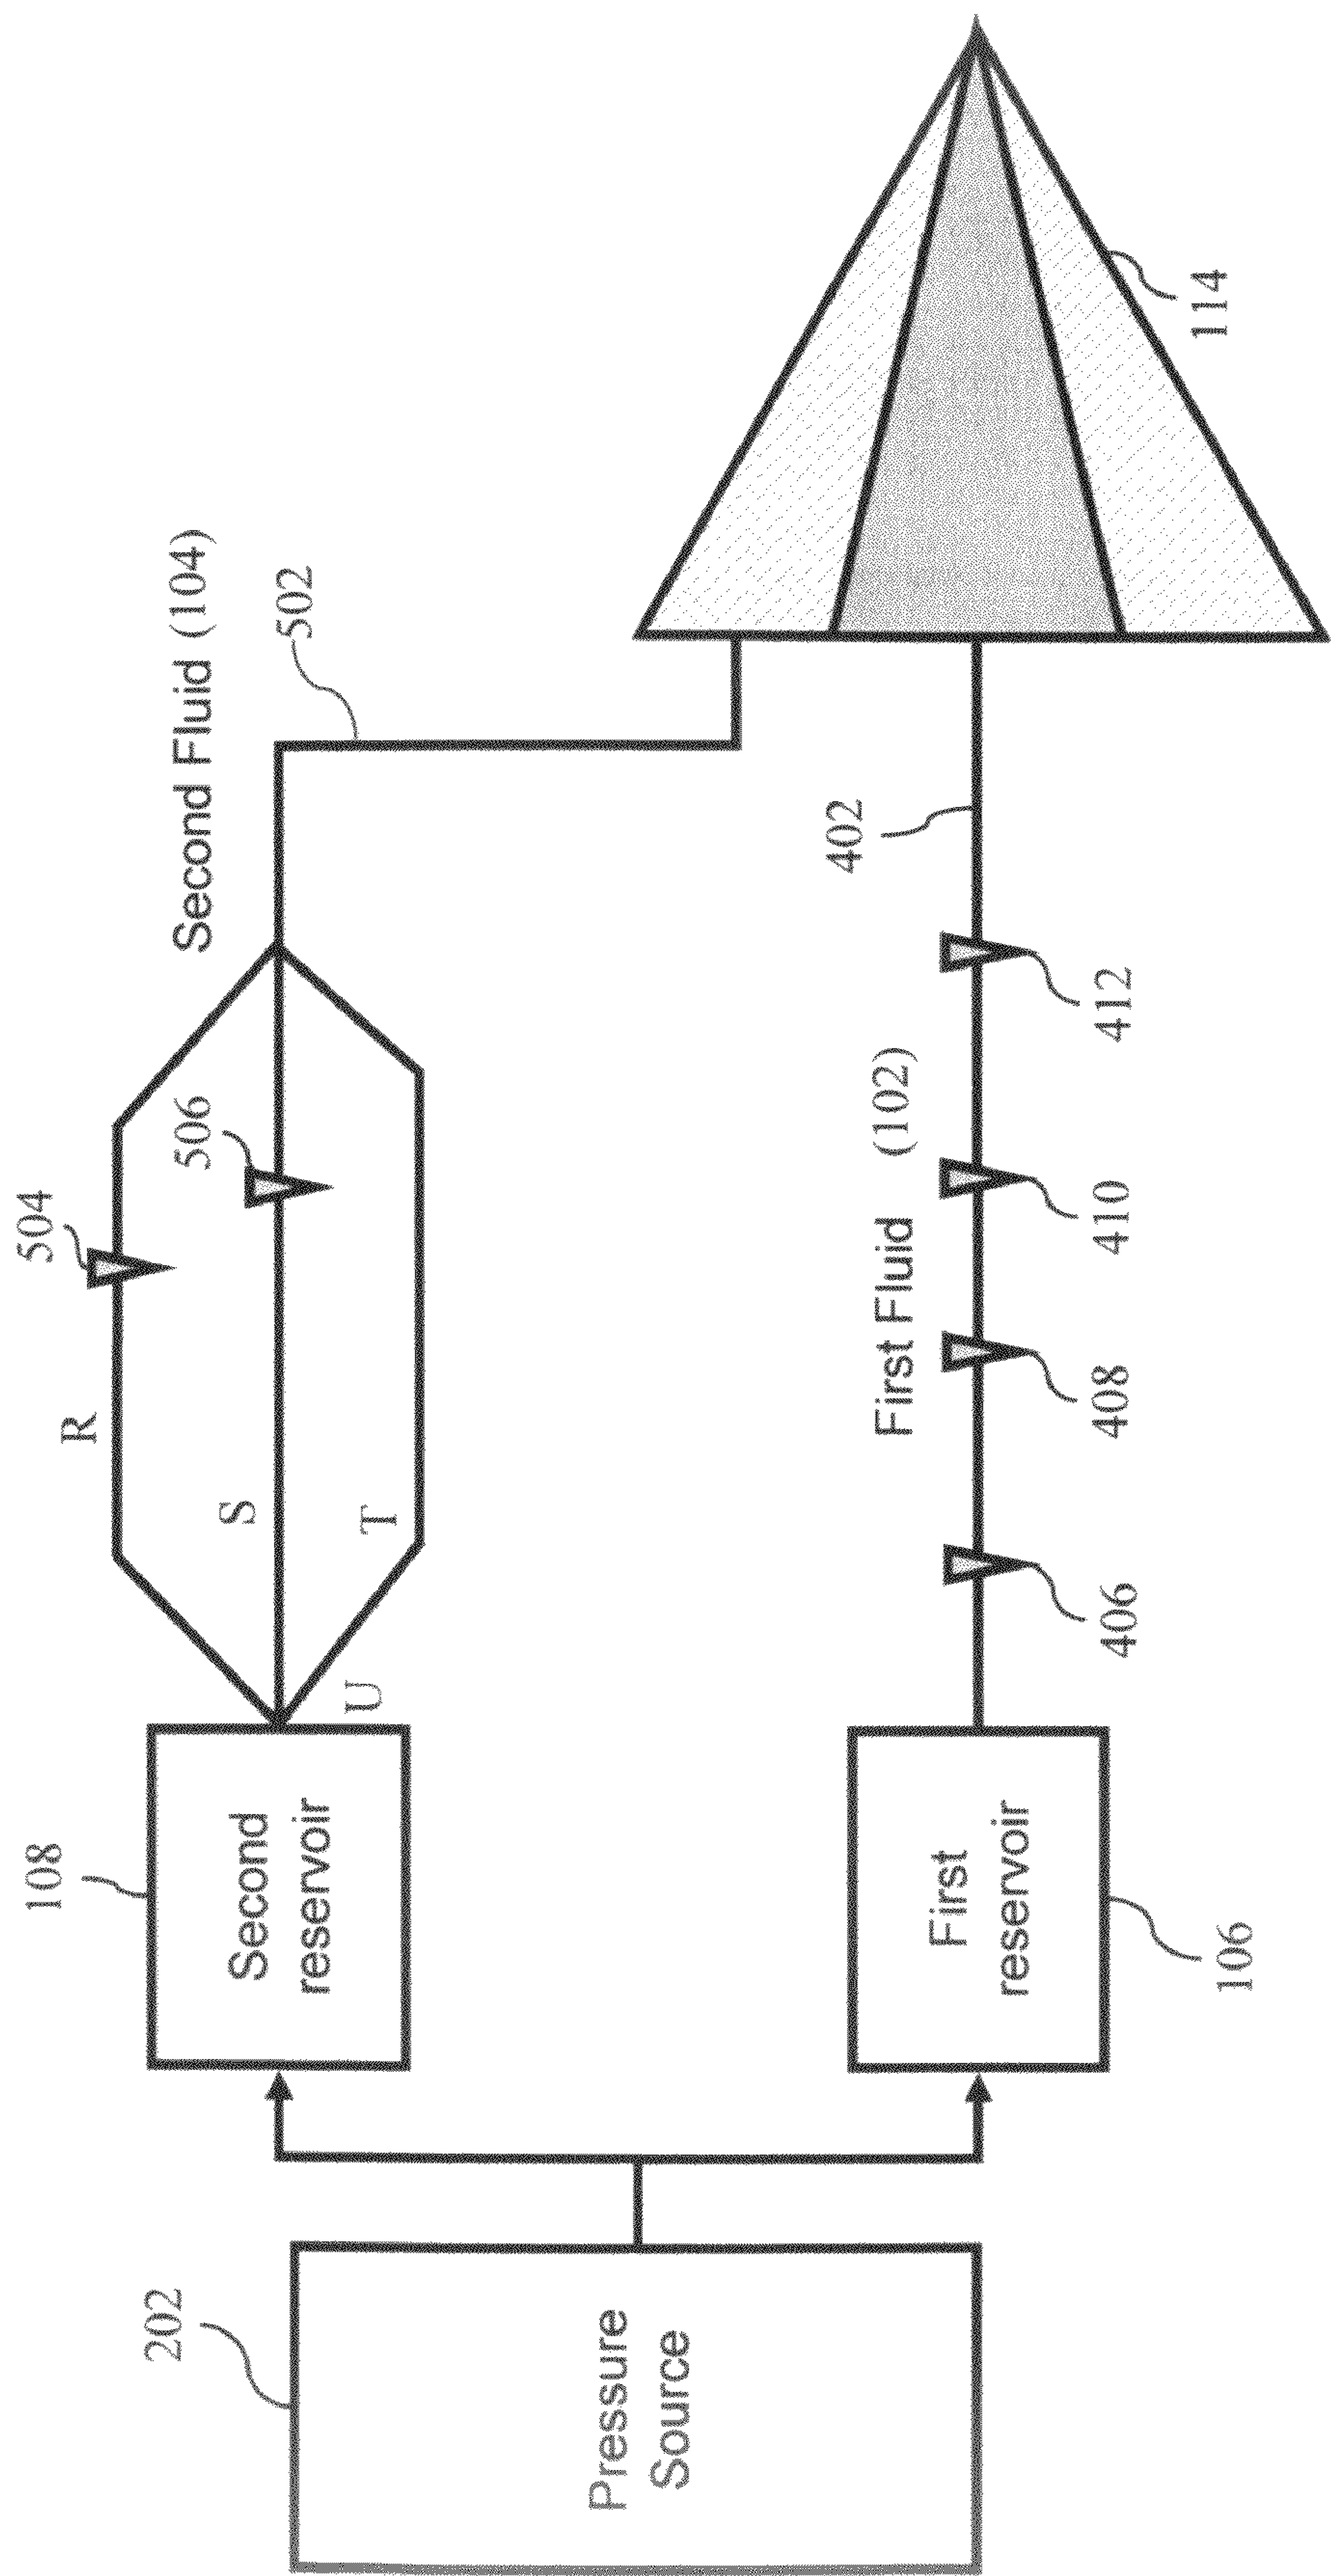 202
Pressure
Source
108
Second
reservoir
106
First
reservoir
U
R
S
T
504
506
Second Fluid (104)
502
First Fluid (102)
406
408
410
412
402
114